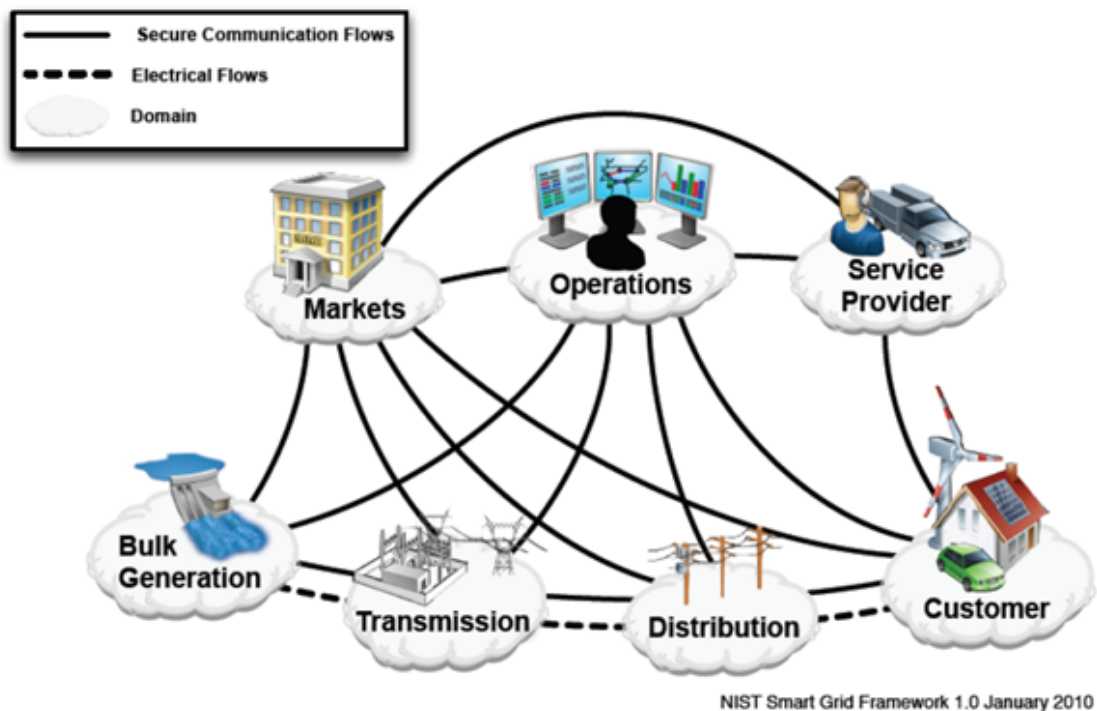 Secure Communication Flows
Electrical Flows
Domain
Markets
Operations
Service
Provider
Bulk
Generation
Transmission
Distribution
Customer
NIST Smart Grid Framework 1.0 January 2010